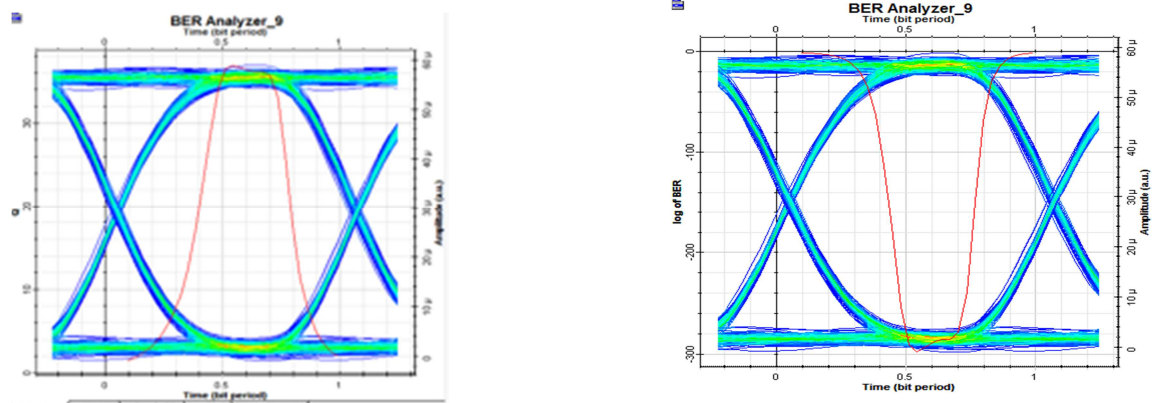 BER Analyzer_9
Time (bit period)
0 0.5 1
Q
30
20
10
0
60 μ
50 μ
40 μ
30 μ
20 μ
10 μ
0
Amplitude (a.u.)
0 0.5 1
Time (bit period)
BER Analyzer_9
Time (bit period)
0 0.5 1
log of BER
0
-100
-200
-300
60 μ
50 μ
40 μ
30 μ
20 μ
10 μ
0
Amplitude (a.u.)
0 0.5 1
Time (bit period)